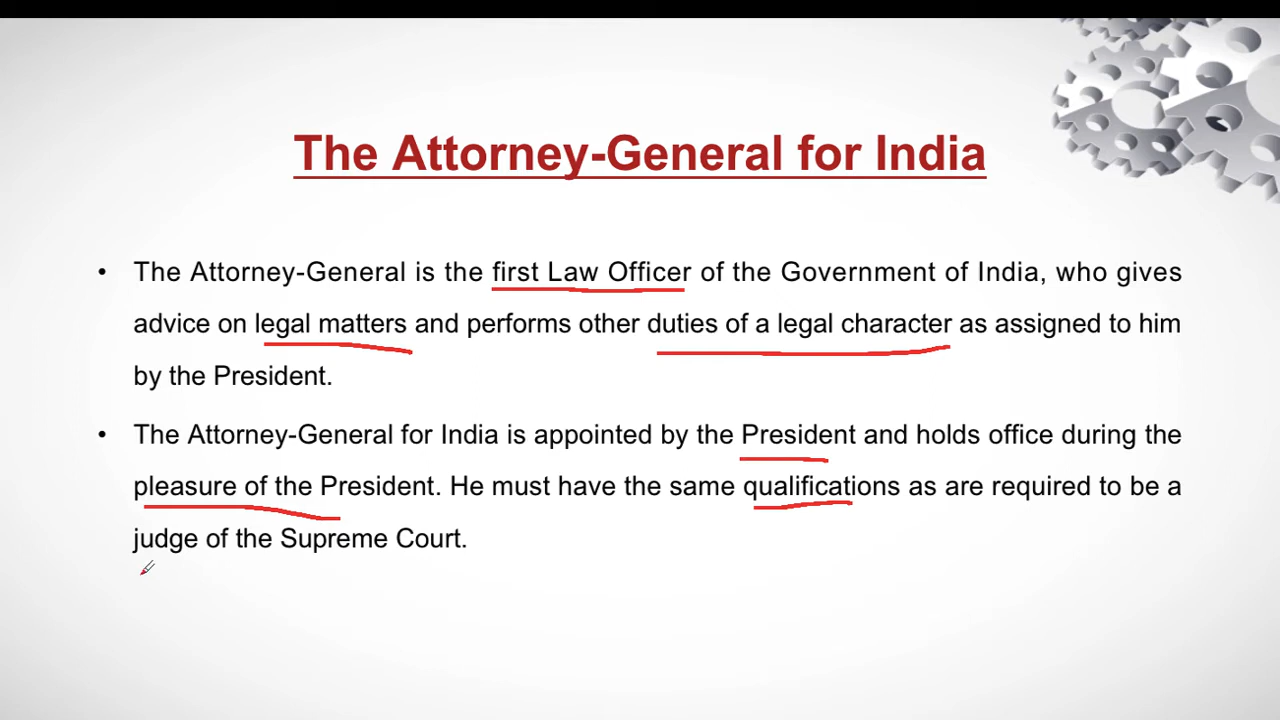 The Attorney-General for India
• The Attorney-General is the first Law Officer of the Government of India, who gives
advice on legal matters and performs other duties of a legal character as assigned to him
by the President.
• The Attorney-General for India is appointed by the President and holds office during the
pleasure of the President. He must have the same qualifications as are required to be a
judge of the Supreme Court.